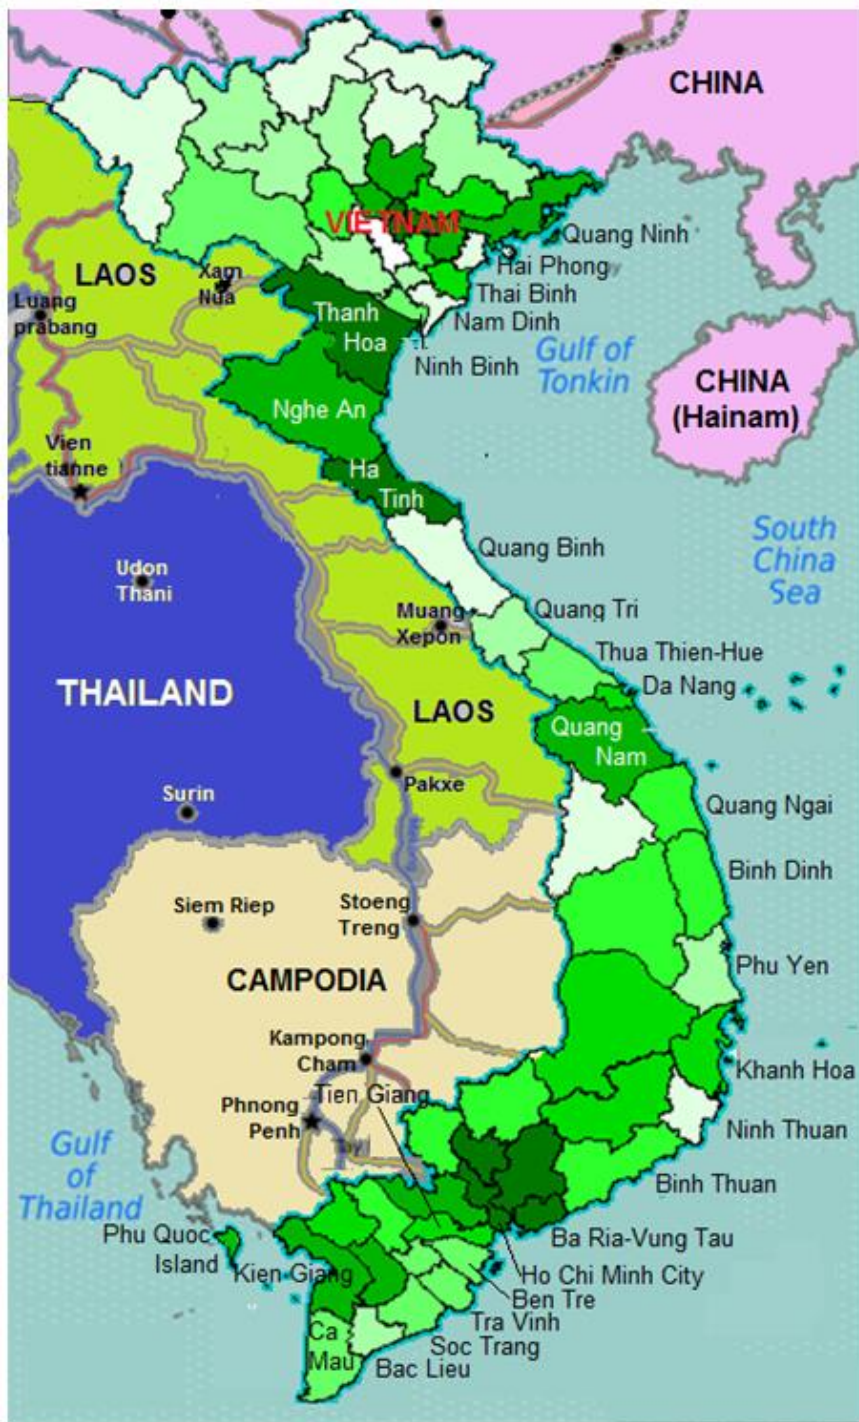 CHINA
VIETNAM
Quang Ninh
Hai Phong
Thai Binh
Nam Dinh
Ninh Binh
LAOS
Xam
Nua
Luang
prabang
Thanh
Hoa
Gulf of
Tonkin
CHINA
(Hainam)
Nghe An
Vien
tianne
Ha
Tinh
South
China
Sea
Quang Binh
Udon
Thani
Muang
Xepon
Quang Tri
Thua Thien-Hue
Da Nang
THAILAND
LAOS
Quang
Nam
Pakxe
Surin
Quang Ngai
Binh Dinh
Siem Riep
Stoeng
Treng
Phu Yen
CAMPODIA
Kampong
Cham
Khanh Hoa
Tien Giang
Phnong
Penh
Ninh Thuan
Gulf
of
Thailand
Binh Thuan
Phu Quoc
Island
Kien Giang
Ba Ria-Vung Tau
Ho Chi Minh City
Ben Tre
Tra Vinh
Soc Trang
Bac Lieu
Ca
Mau